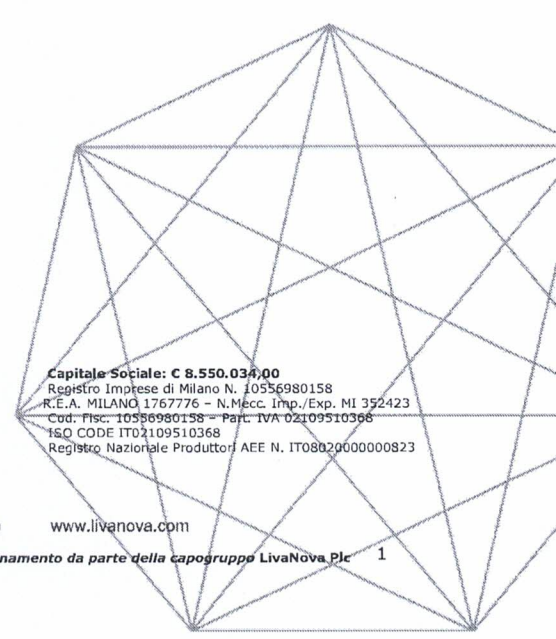 Capitale Sociale: € 8.550.034,00
Registro Imprese di Milano N. 10556980158
R.E.A. MILANO 1767776 – N.Mecc. Imp./Exp. MI 352423
Cod. Fisc. 10556980158 – Part. IVA 02109510368
ISO CODE IT02109510368
Registro Nazionale Produttori AEE N. IT08020000000823
www.livanova.com
namento da parte della capogruppo LivaNova Plc 1